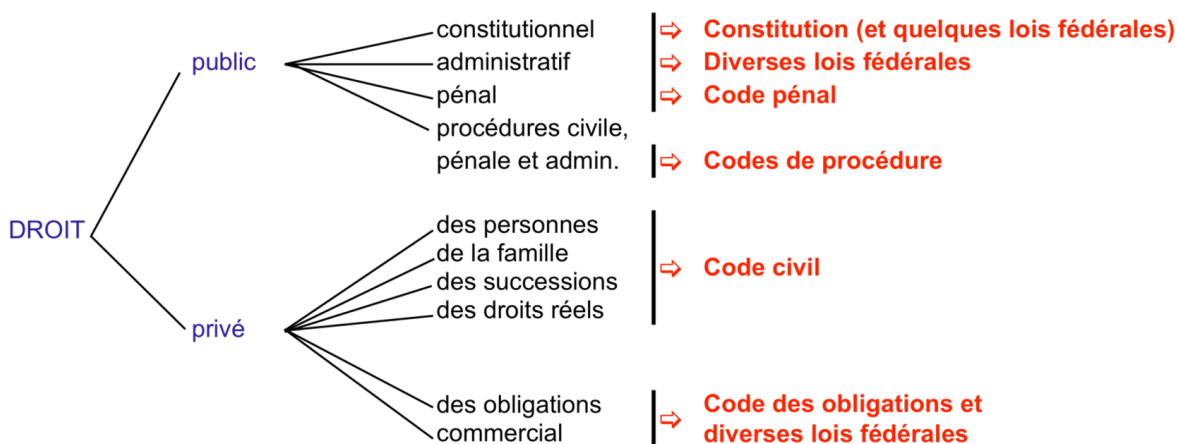 constitutionnel ⇨ Constitution (et quelques lois fédérales)
public administratif ⇨ Diverses lois fédérales
pénal ⇨ Code pénal
procédures civile,
pénale et admin. ⇨ Codes de procédure
des personnes
DROIT
de la famille
⇨ Code civil
des successions
des droits réels
privé
des obligations ⇨ Code des obligations et
commercial diverses lois fédérales